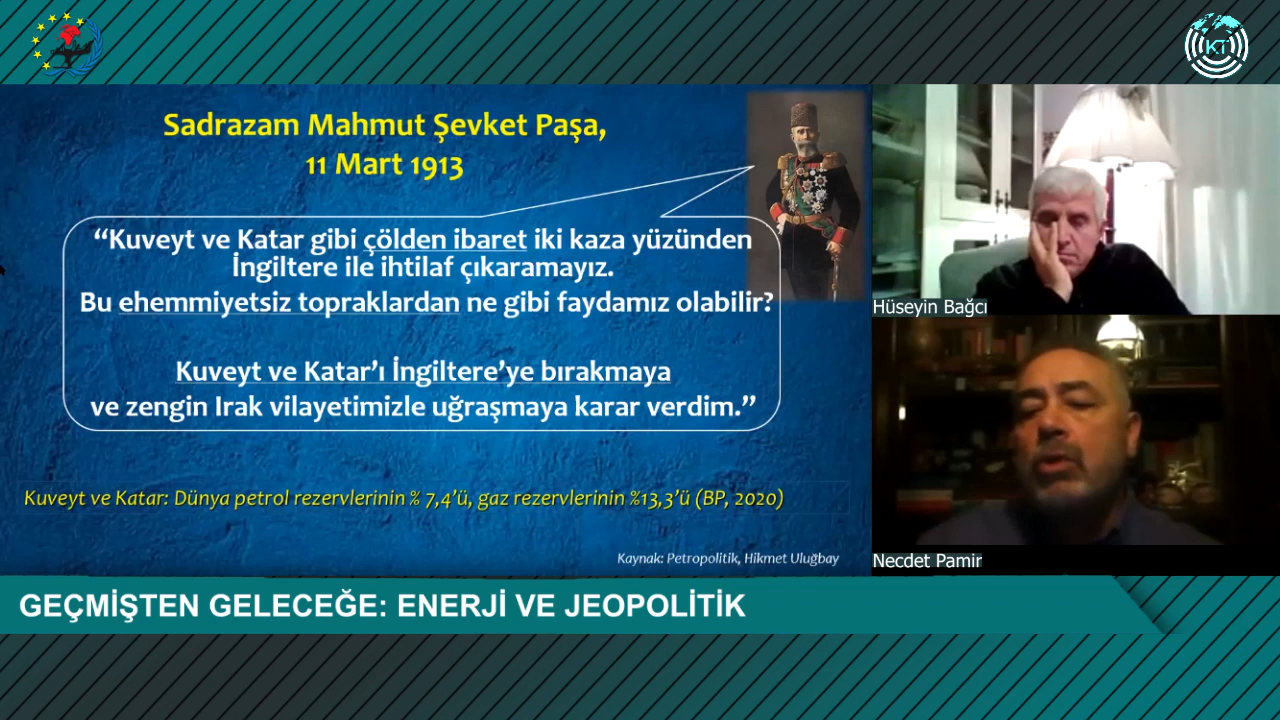 KT
Sadrazam Mahmut Şevket Paşa,
11 Mart 1913
“Kuveyt ve Katar gibi çölden ibaret iki kaza yüzünden
İngiltere ile ihtilaf çıkaramayız.
Bu ehemmiyetsiz topraklardan ne gibi faydamız olabilir?
Kuveyt ve Katar’ı İngiltere’ye bırakmaya
ve zengin Irak vilayetimizle uğraşmaya karar verdim.”
Kuveyt ve Katar: Dünya petrol rezervlerinin % 7,4’ü, gaz rezervlerinin %13,3’ü (BP, 2020)
Kaynak: Petropolitik, Hikmet Uluğbay
Hüseyin Bağcı
Necdet Pamir
GEÇMİŞTEN GELECEĞE: ENERJİ VE JEOPOLİTİK